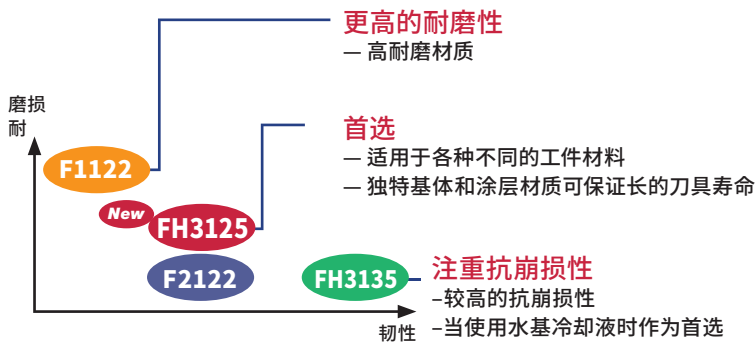 更高的耐磨性
— 高耐磨材质
磨损
耐
F1122
首选
— 适用于各种不同的工件材料
— 独特基体和涂层材质可保证长的刀具寿命
New
FH3125
F2122
FH3135
注重抗崩损性
–较高的抗崩损性
–当使用水基冷却液时作为首选
韧性